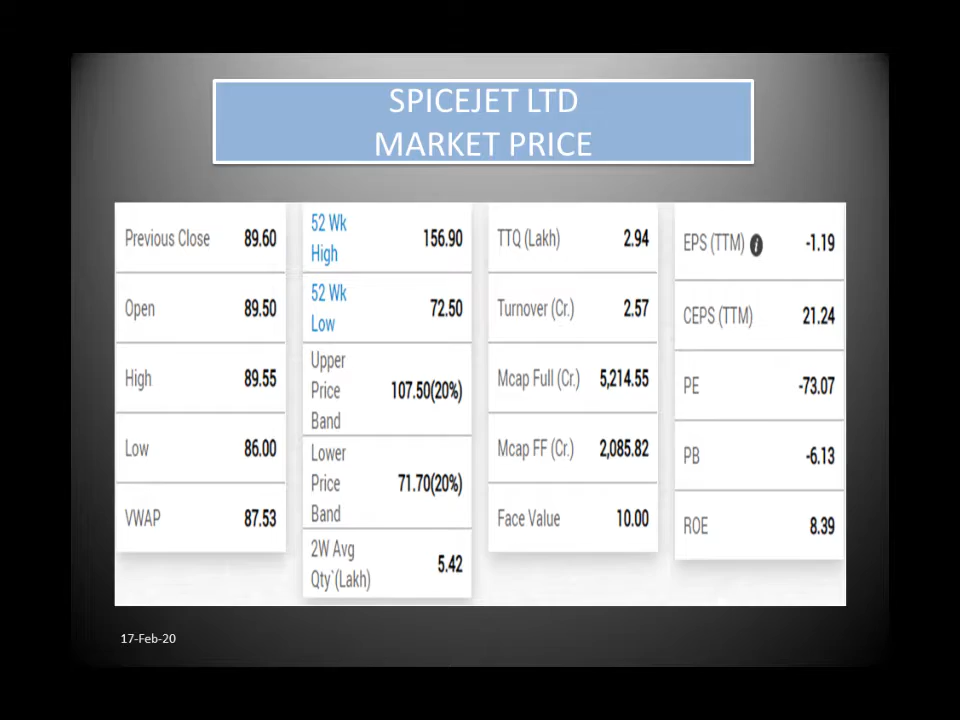 SPICEJET LTD
MARKET PRICE
Previous Close 89.60
Open 89.50
High 89.55
Low 86.00
VWAP 87.53
52 Wk
High 156.90
52 Wk
Low 72.50
Upper
Price 107.50(20%)
Band
Lower
Price 71.70(20%)
Band
2W Avg
Qty`(Lakh) 5.42
TTQ (Lakh) 2.94
Turnover (Cr.) 2.57
Mcap Full (Cr.) 5,214.55
Mcap FF (Cr.) 2,085.82
Face Value 10.00
EPS (TTM) i -1.19
CEPS (TTM) 21.24
PE -73.07
PB -6.13
ROE 8.39
17-Feb-20